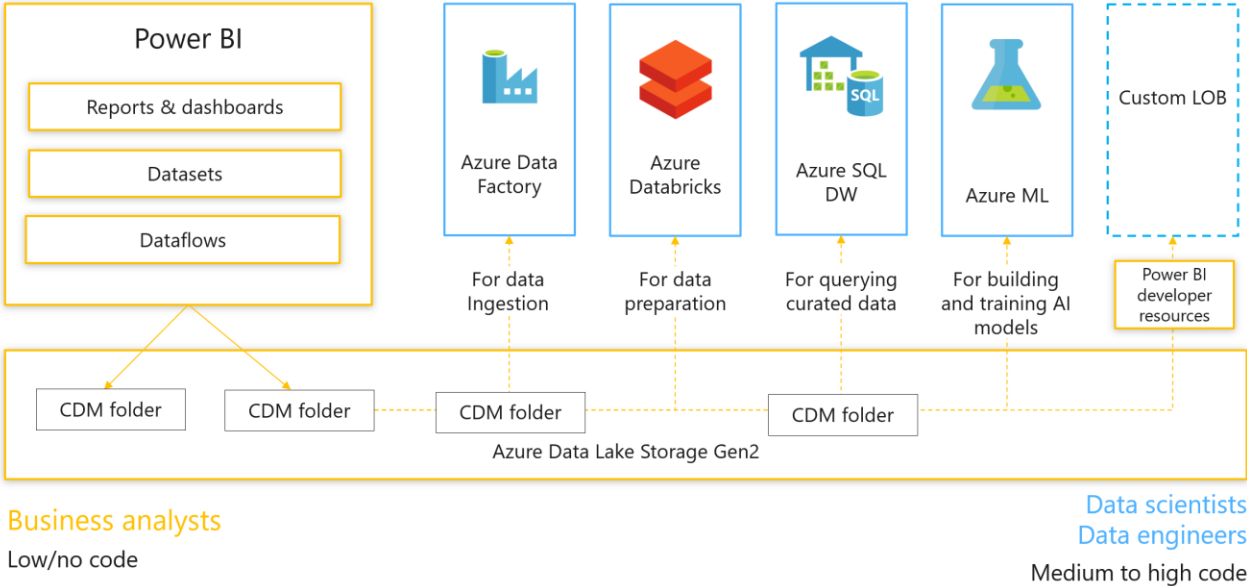 Power BI
Reports & dashboards
Datasets
Dataflows
Azure Data
Factory
Azure
Databricks
SQL
Azure SQL
DW
Azure ML
Custom LOB
For data
Ingestion
For data
preparation
For querying
curated data
For building
and training AI
models
Power BI
developer
resources
CDM folder
CDM folder
CDM folder
CDM folder
Azure Data Lake Storage Gen2
Business analysts
Low/no code
Data scientists
Data engineers
Medium to high code